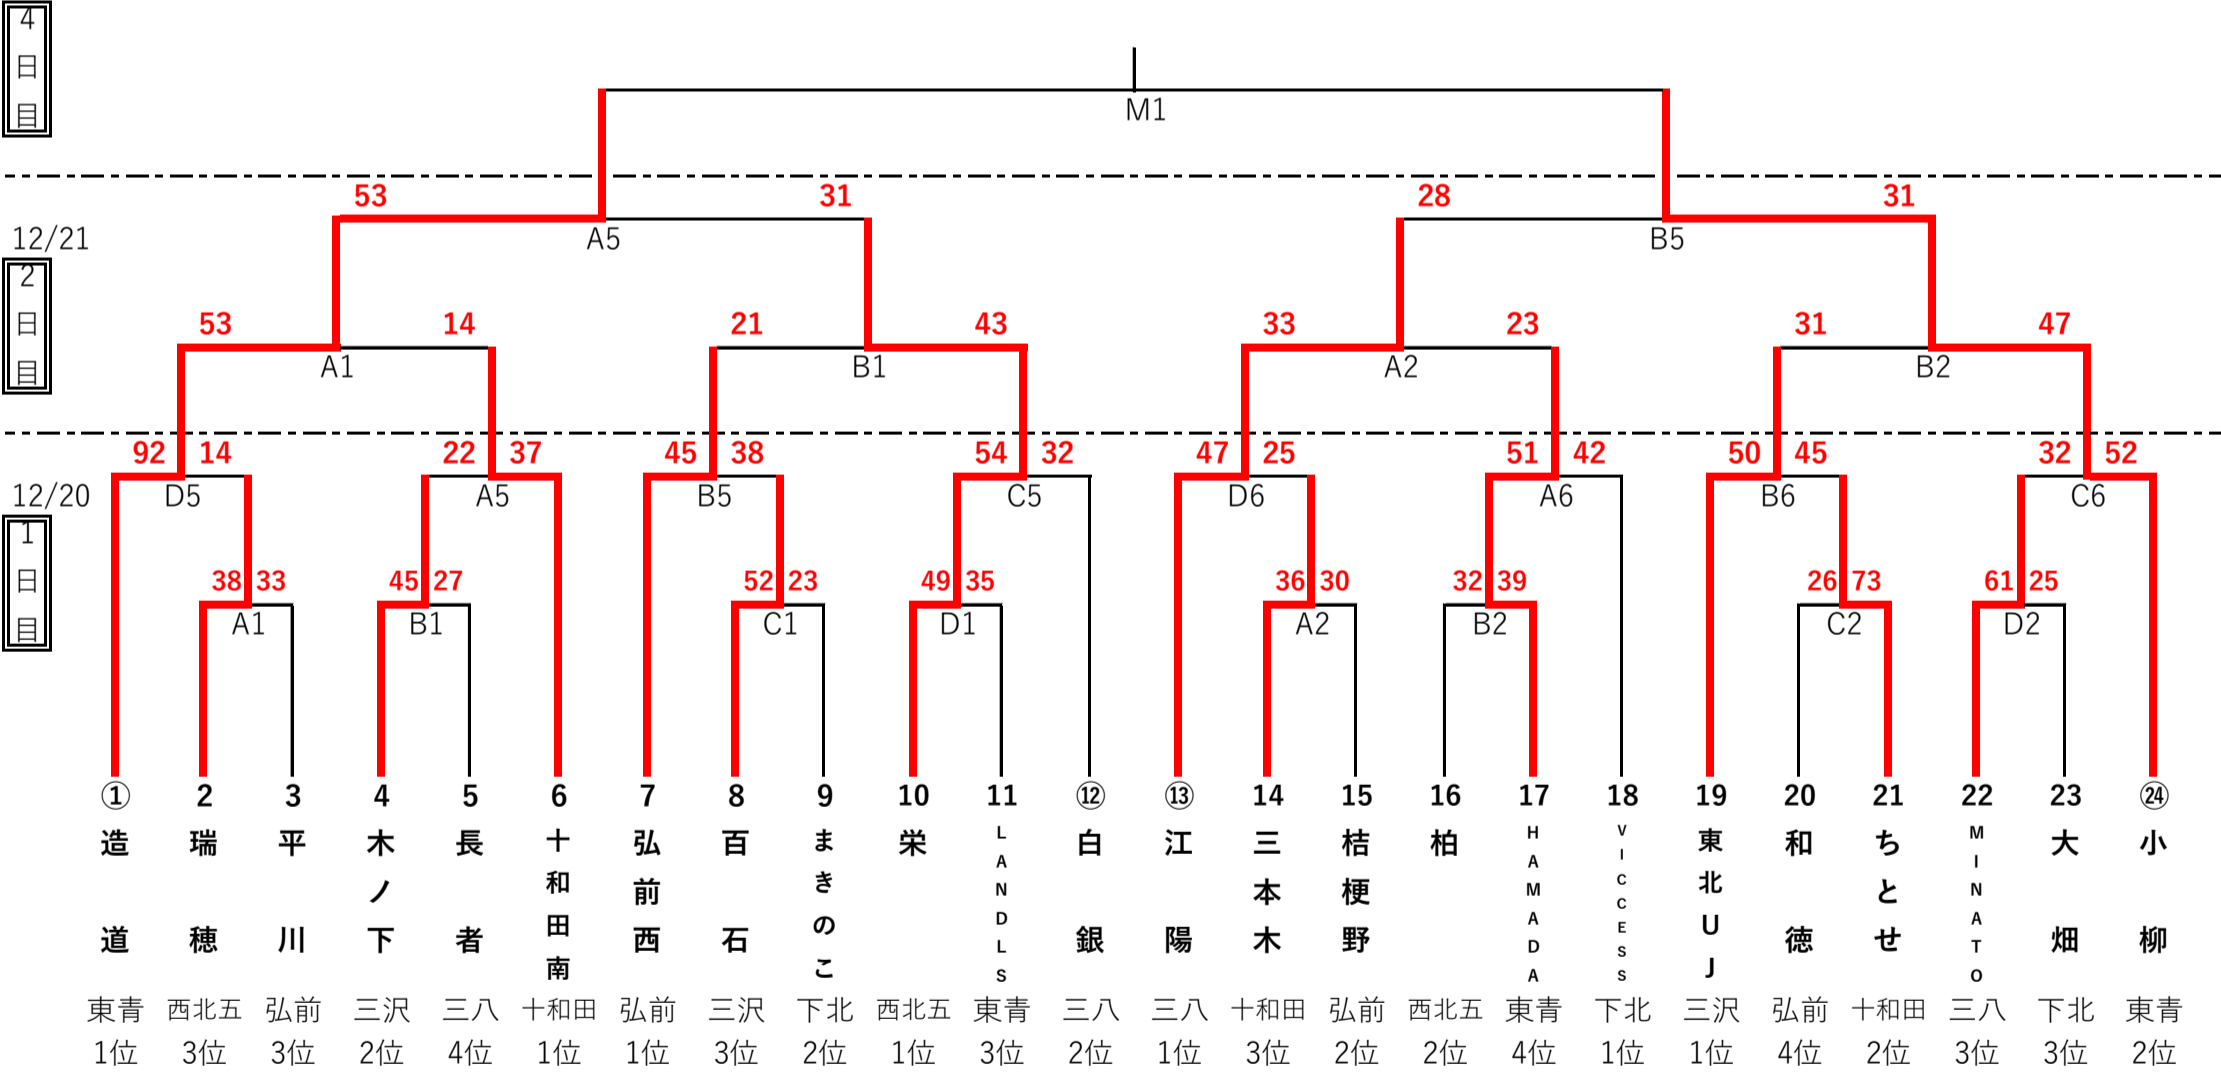 4日目
M1
53 31 28 31
12/21
A5 B5
2日目
53 14 21 43 33 23 31 47
A1 B1 A2 B2
92 14 22 37 45 38 54 32 47 25 51 42 50 45 32 52
12/20
D5 A5 B5 C5 D6 A6 B6 C6
1日目
38 33 45 27 52 23 49 35 36 30 32 39 26 73 61 25
A1 B1 C1 D1 A2 B2 C2 D2
① 2 3 4 5 6 7 8 9 10 11 ⑫ ⑬ 14 15 16 17 18 19 20 21 22 23 ㉔
造道
瑞穂
平川
木ノ下
長者
十和田南
弘前西
百石
まきのこ
栄
LANDLS
白銀
江陽
三本木
桔梗野
柏
HAMADA
VICCESS
東北UJ
和徳
ちとせ
MINATO
大畑
小柳
東青 西北五 弘前 三沢 三八 十和田 弘前 三沢 下北 西北五 東青 三八 三八 十和田 弘前 西北五 東青 下北 三沢 弘前 十和田 三八 下北 東青
1位 3位 3位 2位 4位 1位 1位 3位 2位 1位 3位 2位 1位 3位 2位 2位 4位 1位 1位 4位 2位 3位 3位 2位